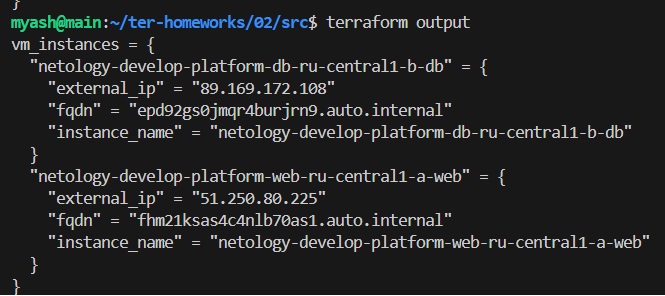 }
myash@main:~/ter-homeworks/02/src$ terraform output
vm_instances = {
  "netology-develop-platform-db-ru-central1-b-db" = {
    "external_ip" = "89.169.172.108"
    "fqdn" = "epd92gs0jmqr4burjrn9.auto.internal"
    "instance_name" = "netology-develop-platform-db-ru-central1-b-db"
  }
  "netology-develop-platform-web-ru-central1-a-web" = {
    "external_ip" = "51.250.80.225"
    "fqdn" = "fhm21ksas4c4nlb70as1.auto.internal"
    "instance_name" = "netology-develop-platform-web-ru-central1-a-web"
  }
}